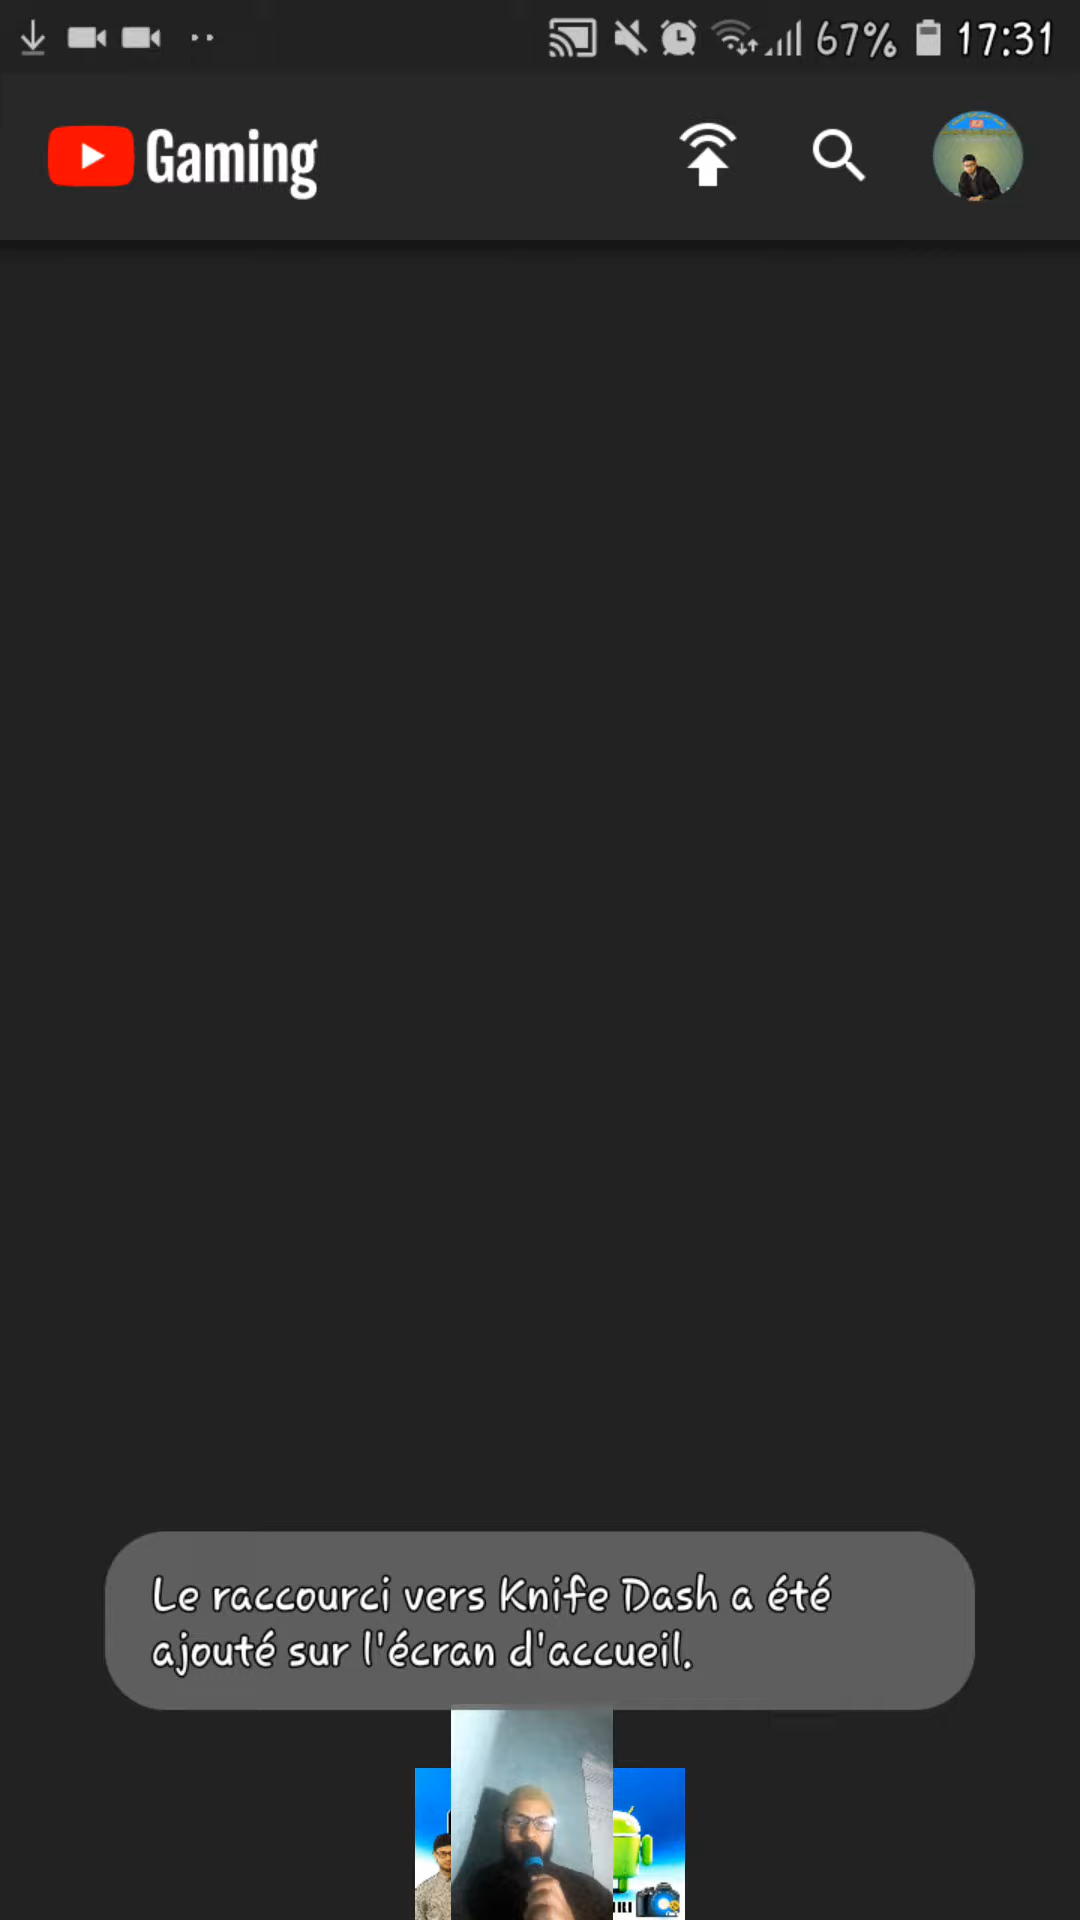 67% 17:31
Gaming
Le raccourci vers Knife Dash a été
ajouté sur l'écran d'accueil.